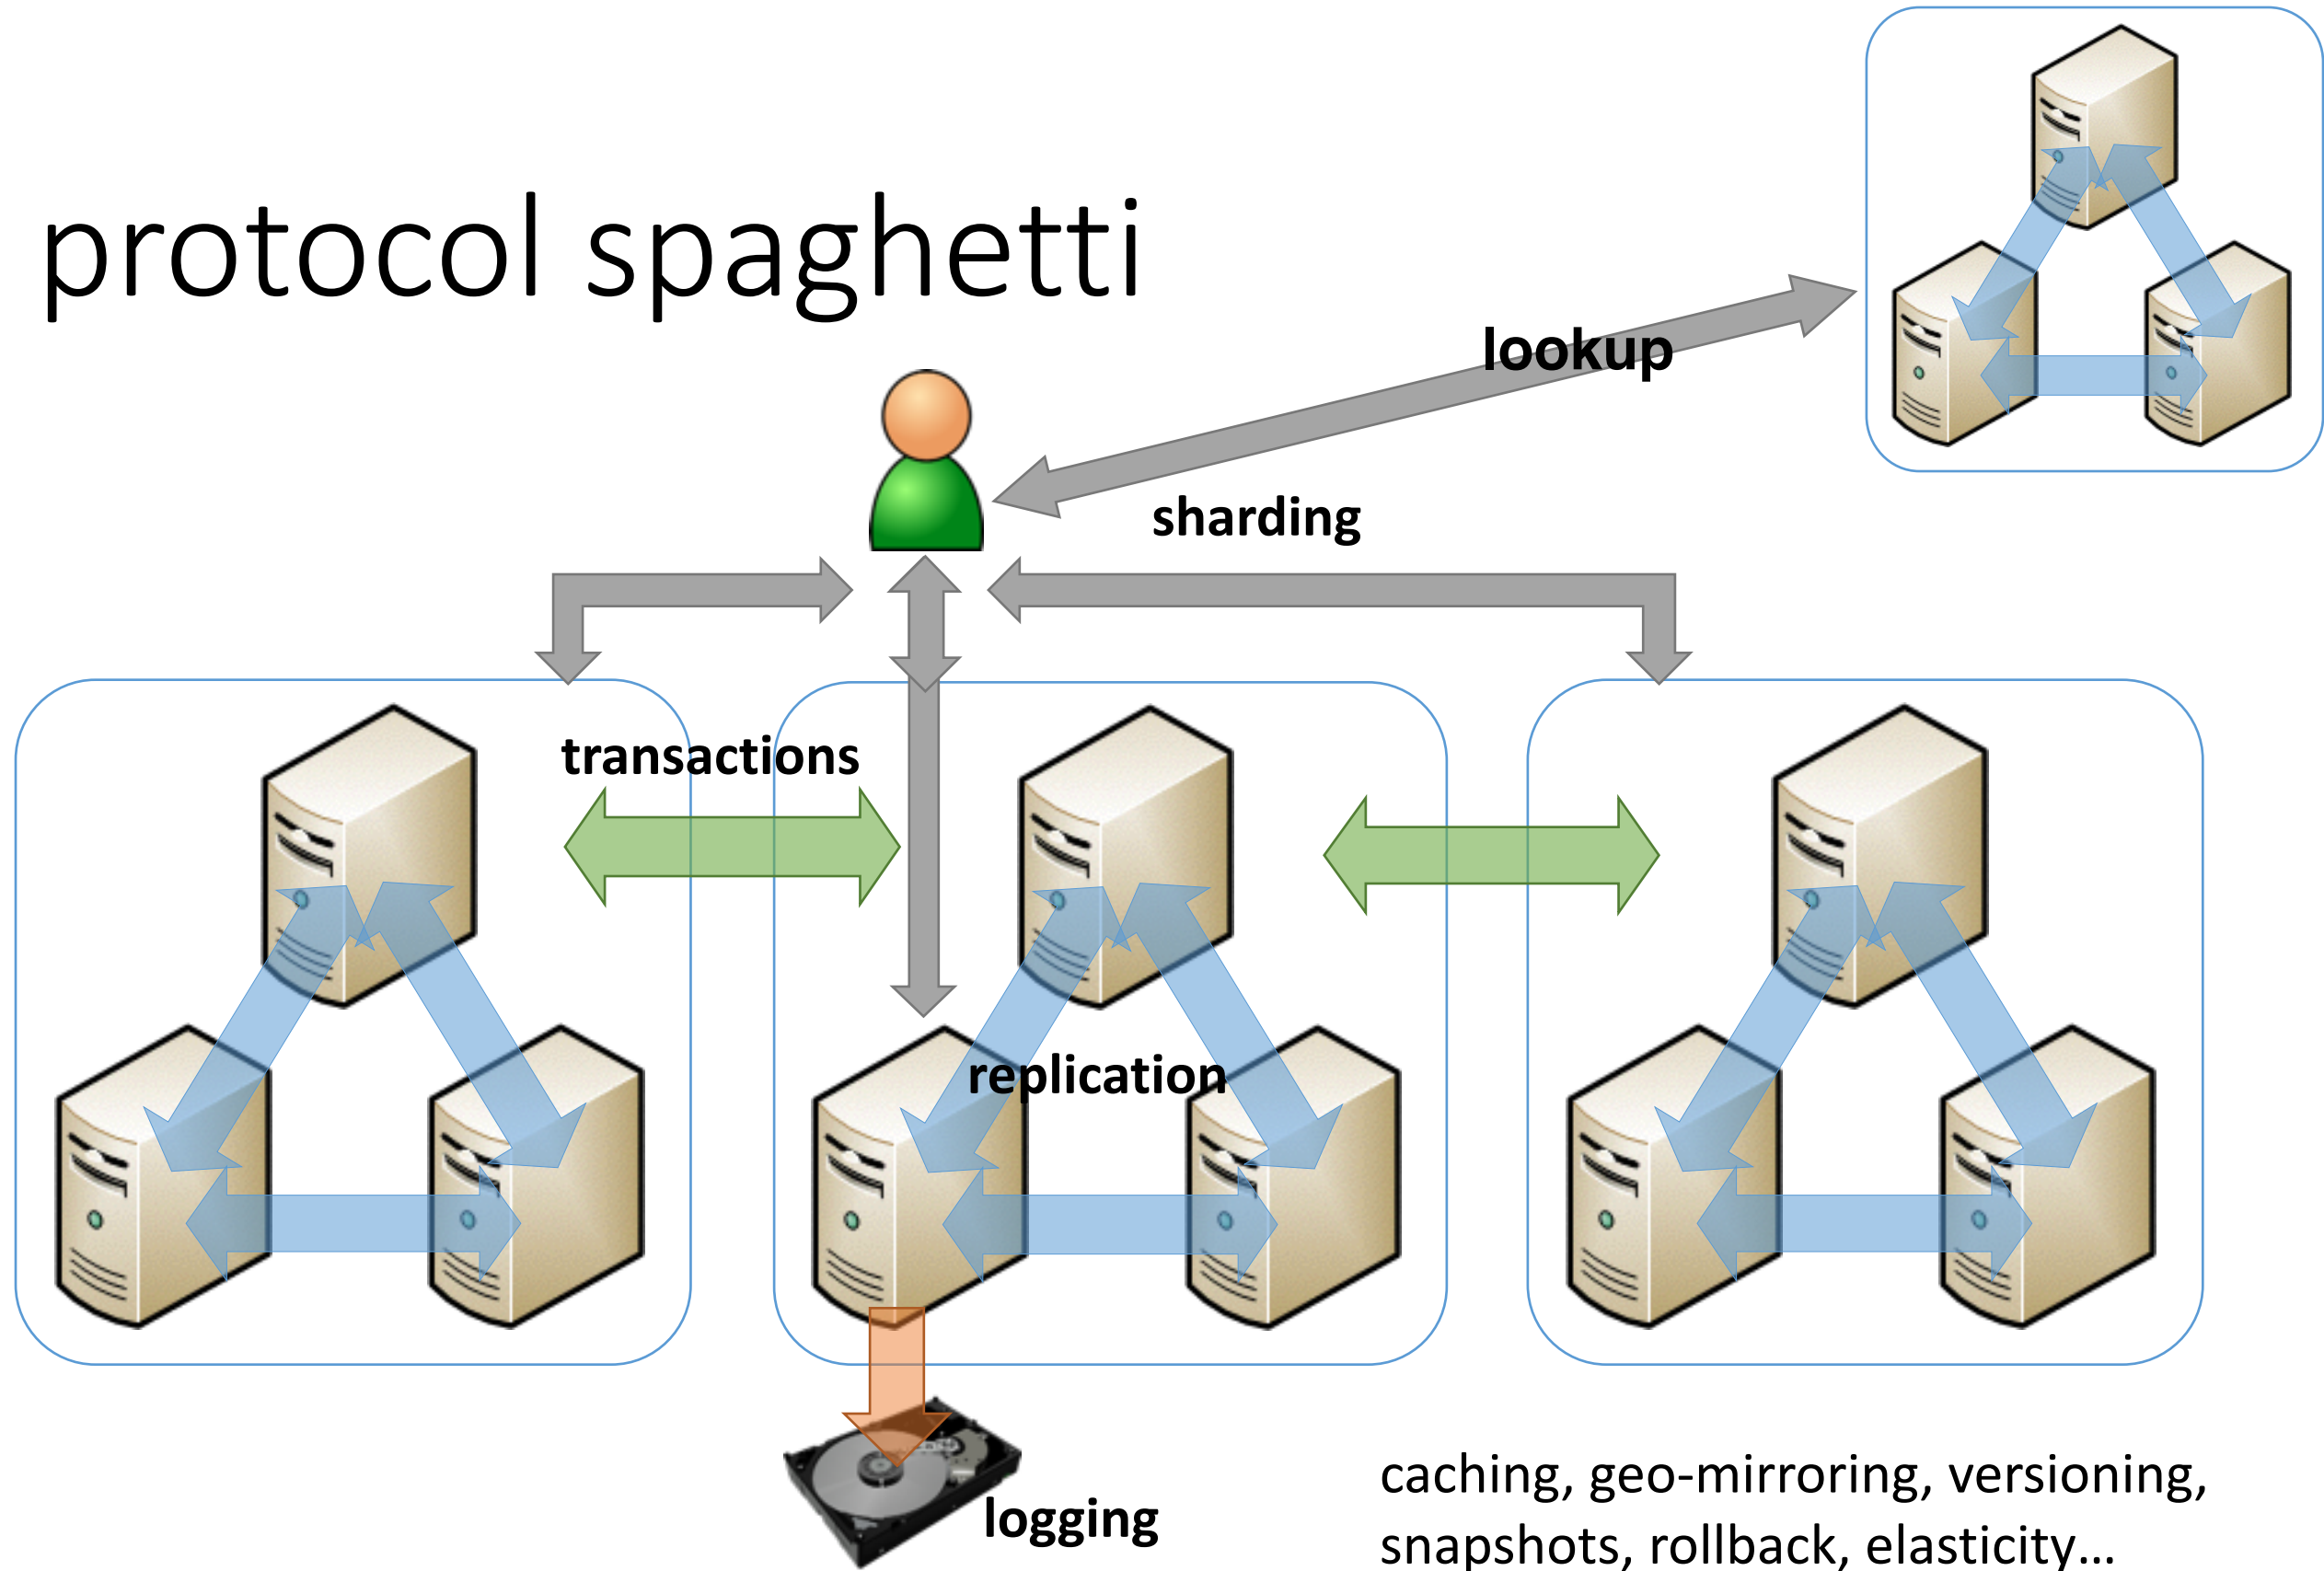 protocol spaghetti
lookup
sharding
transactions
replication
logging
caching, geo-mirroring, versioning,
snapshots, rollback, elasticity...